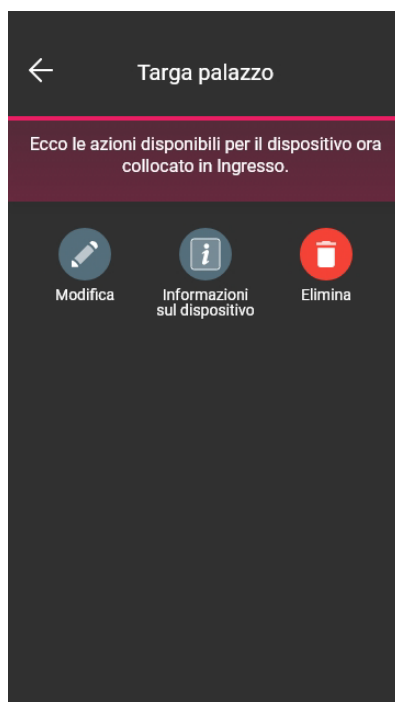 Targa palazzo
Ecco le azioni disponibili per il dispositivo ora
collocato in Ingresso.
Modifica
Informazioni
sul dispositivo
Elimina